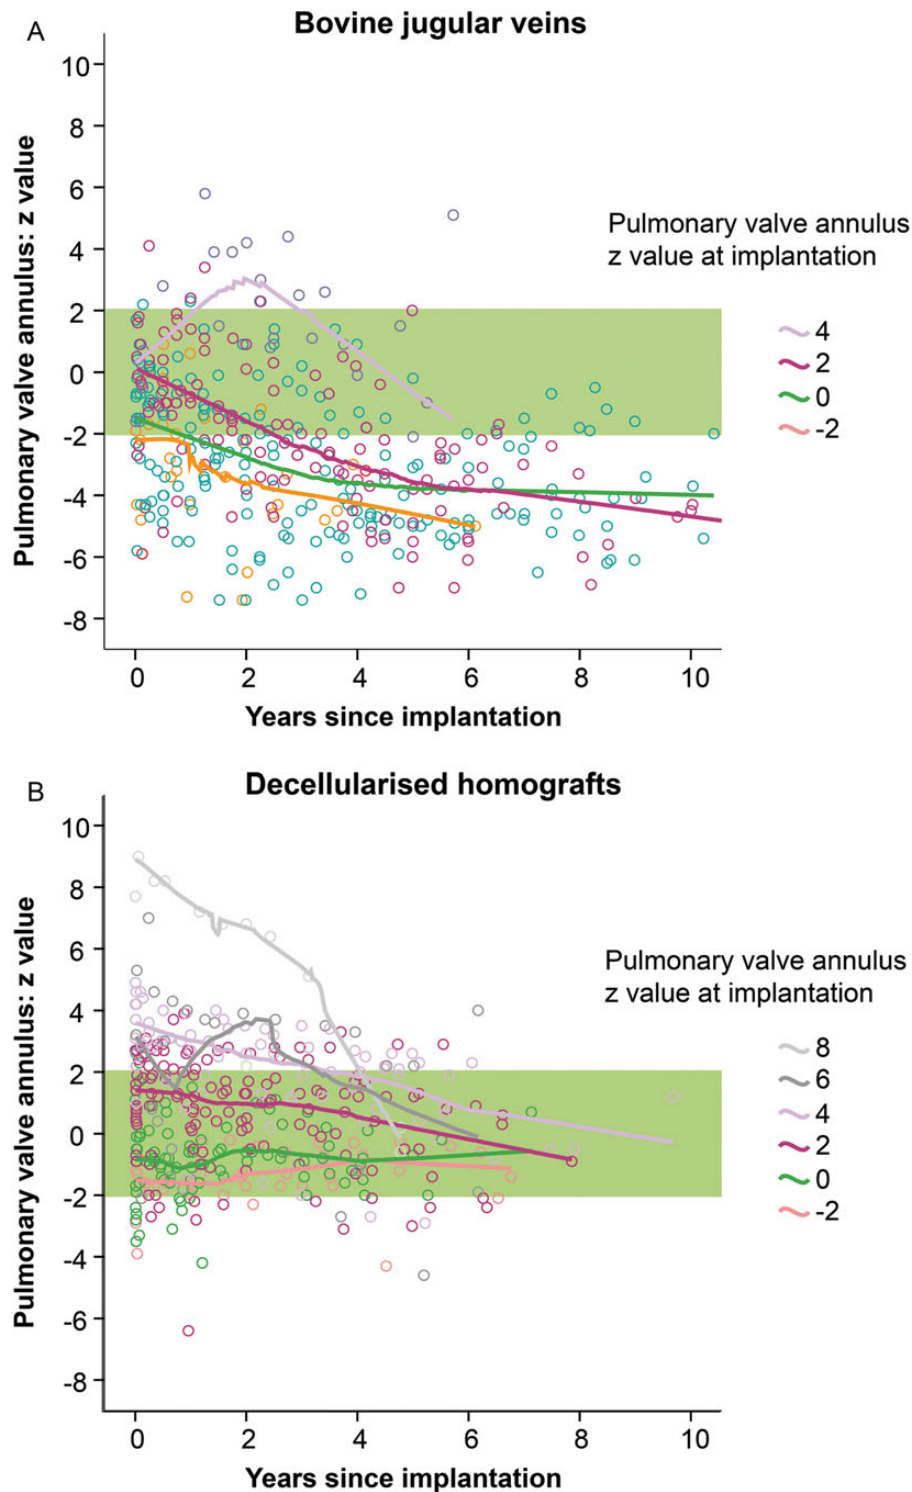 A
Bovine jugular veins
Pulmonary valve annulus: z value
10
8
6
4
2
0
-2
-4
-6
-8
0 2 4 6 8 10
Years since implantation
Pulmonary valve annulus
z value at implantation
4
2
0
-2
B
Decellularised homografts
Pulmonary valve annulus: z value
10
8
6
4
2
0
-2
-4
-6
-8
0 2 4 6 8 10
Years since implantation
Pulmonary valve annulus
z value at implantation
8
6
4
2
0
-2